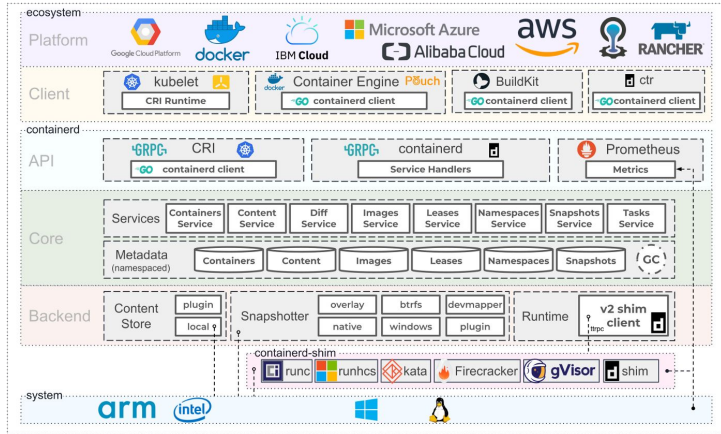 ecosystem
Platform
Google Cloud Platform
docker
IBM Cloud
Microsoft Azure
Alibaba Cloud
aws
RANCHER
Client
kubelet
CRI Runtime
docker
Container Engine
Pouch
GO containerd client
BuildKit
GO containerd client
ctr
GO containerd client
containerd
API
GRPC
CRI
GO containerd client
GRPC
containerd
Service Handlers
Prometheus
Metrics
Core
Services
Containers Service
Content Service
Diff Service
Images Service
Leases Service
Namespaces Service
Snapshots Service
Tasks Service
Metadata
(namespaced)
Containers
Content
Images
Leases
Namespaces
Snapshots
GC
Backend
Content Store
plugin
local
Snapshotter
overlay
btrfs
devmapper
native
windows
plugin
Runtime
v2 shim client
ttrpc
containerd-shim
runc
runhcs
kata
Firecracker
gVisor
shim
system
arm
intel